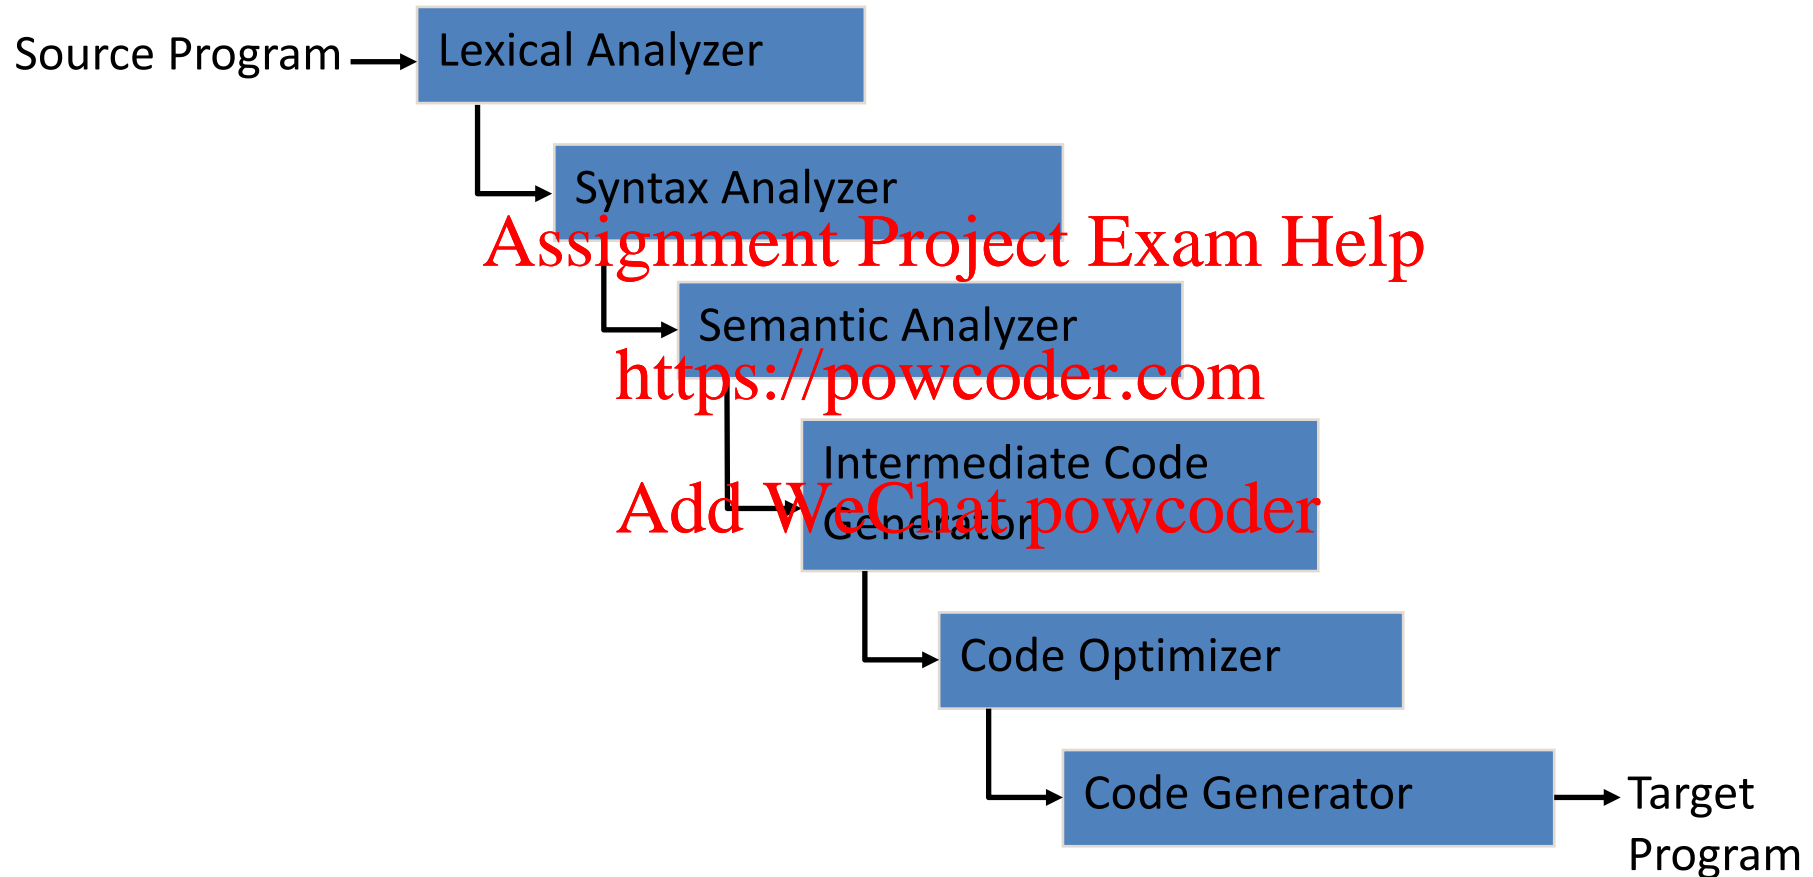 Source Program
Lexical Analyzer
Syntax Analyzer
Assignment Project Exam Help
Semantic Analyzer
https://powcoder.com
Intermediate Code
Add WeChat powcoder
Generator
Code Optimizer
Code Generator
Target
Program